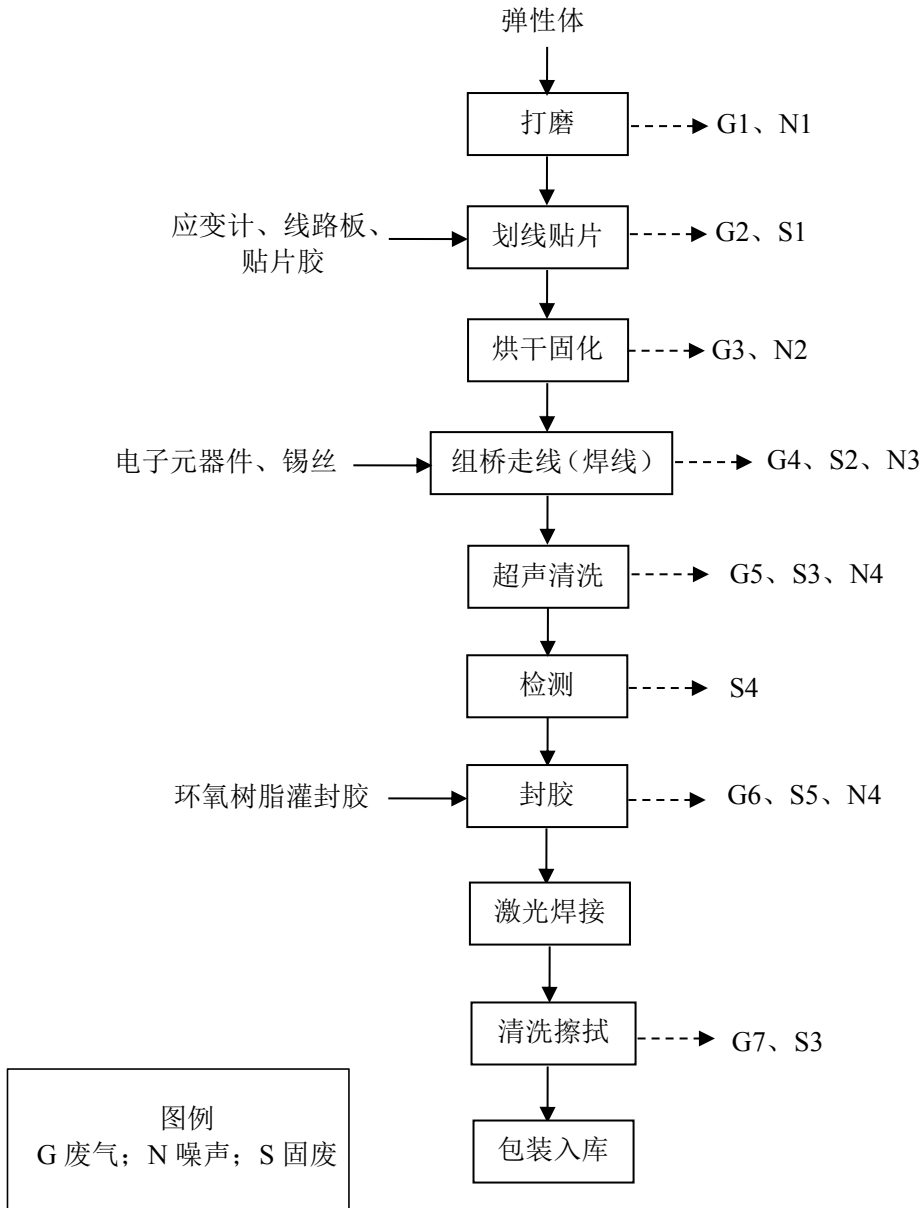 弹性体
打磨
G1、N1
应变计、线路板、
贴片胶
划线贴片
G2、S1
烘干固化
G3、N2
电子元器件、锡丝
组桥走线（焊线）
G4、S2、N3
超声清洗
G5、S3、N4
检测
S4
环氧树脂灌封胶
封胶
G6、S5、N4
激光焊接
清洗擦拭
G7、S3
包装入库
图例
G 废气；N 噪声；S 固废